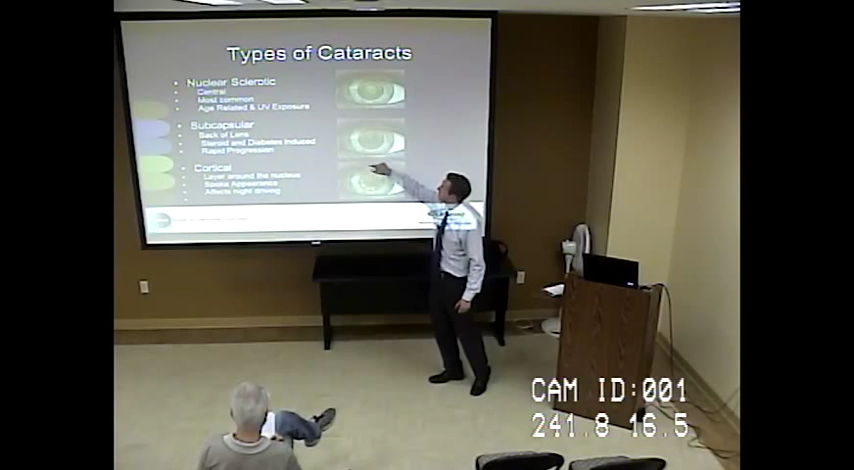 Types of Cataracts
Nuclear Sclerotic
Central
Most common
Age Related & UV Exposure
Subcapsular
Back of Lens
Steroid and Diabetes Induced
Rapid Progression
Cortical
Layer around the nucleus
Spoke Appearance
Affects night driving
CAM ID:001
241.8 16.5